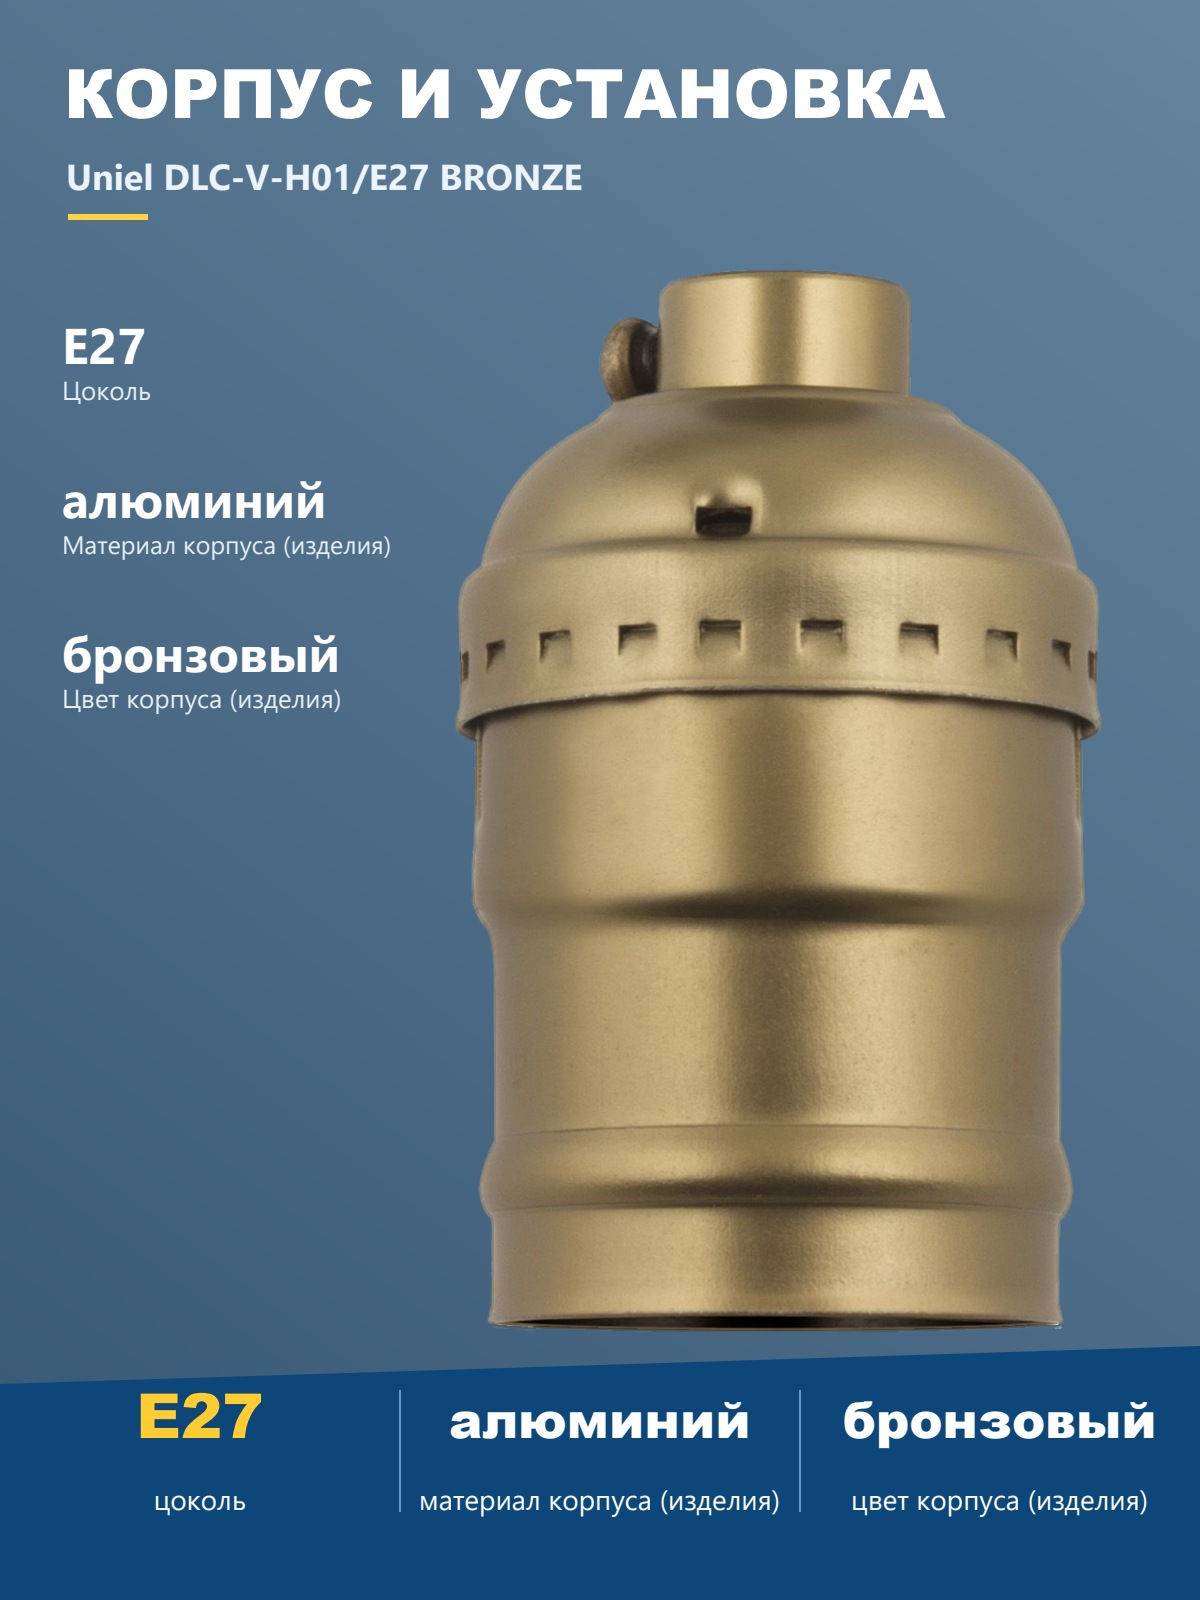 КОРПУС И УСТАНОВКА
Uniel DLC-V-H01/E27 BRONZE
E27
Цоколь
алюминий
Материал корпуса (изделия)
бронзовый
Цвет корпуса (изделия)
E27
цоколь
алюминий
материал корпуса (изделия)
бронзовый
цвет корпуса (изделия)